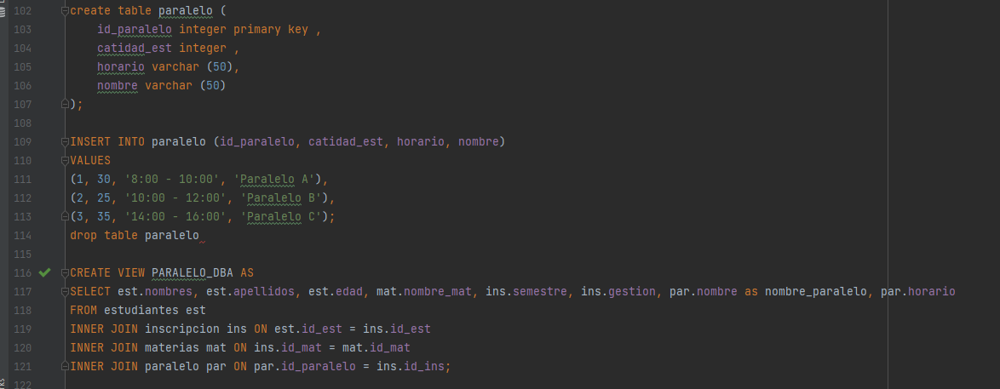 102 create table paralelo (
103 id_paralelo integer primary key ,
104 catidad_est integer ,
105 horario varchar (50),
106 nombre varchar (50)
107 );
108
109 INSERT INTO paralelo (id_paralelo, catidad_est, horario, nombre)
110 VALUES
111 (1, 30, '8:00 - 10:00', 'Paralelo A'),
112 (2, 25, '10:00 - 12:00', 'Paralelo B'),
113 (3, 35, '14:00 - 16:00', 'Paralelo C');
114 drop table paralelo
115
116 CREATE VIEW PARALELO_DBA AS
117 SELECT est.nombres, est.apellidos, est.edad, mat.nombre_mat, ins.semestre, ins.gestion, par.nombre as nombre_paralelo, par.horario
118 FROM estudiantes est
119 INNER JOIN inscripcion ins ON est.id_est = ins.id_est
120 INNER JOIN materias mat ON ins.id_mat = mat.id_mat
121 INNER JOIN paralelo par ON par.id_paralelo = ins.id_ins;
122